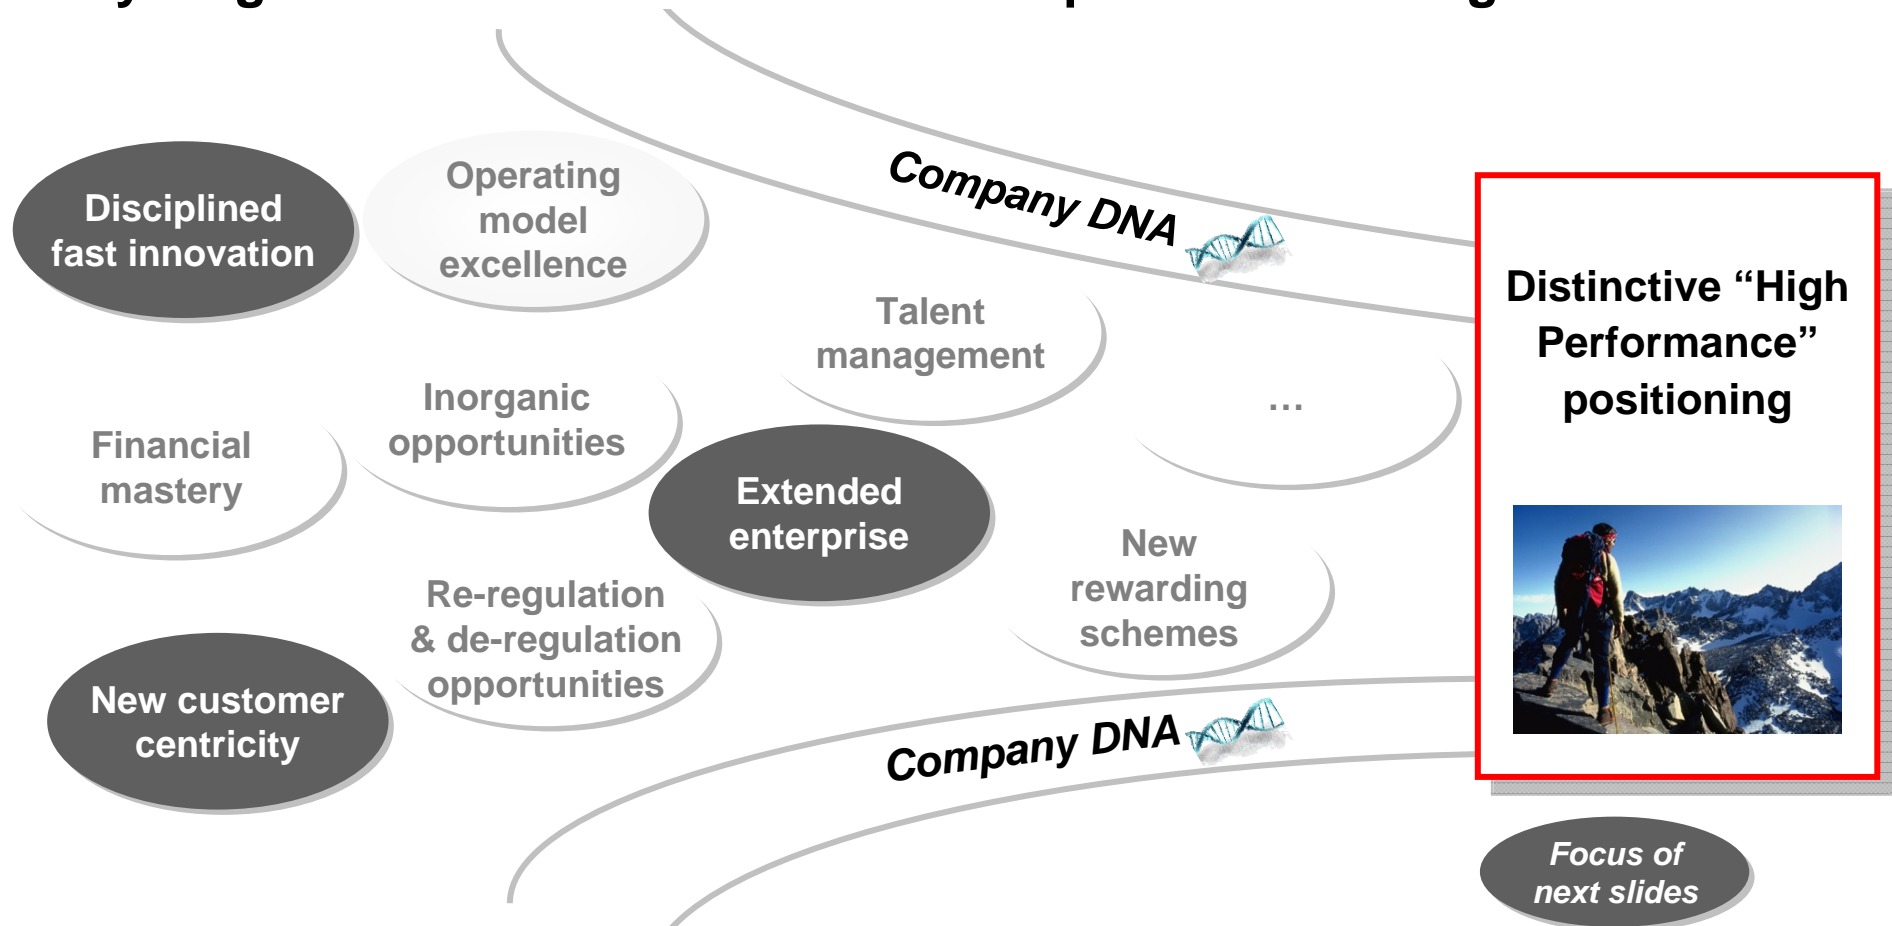 Company DNA
Disciplined
fast innovation
Operating
model
excellence
Talent
management
Distinctive “High
Performance”
positioning
Inorganic
opportunities
…
Financial
mastery
Extended
enterprise
New
rewarding
schemes
Re-regulation
& de-regulation
opportunities
New customer
centricity
Company DNA
Focus of
next slides